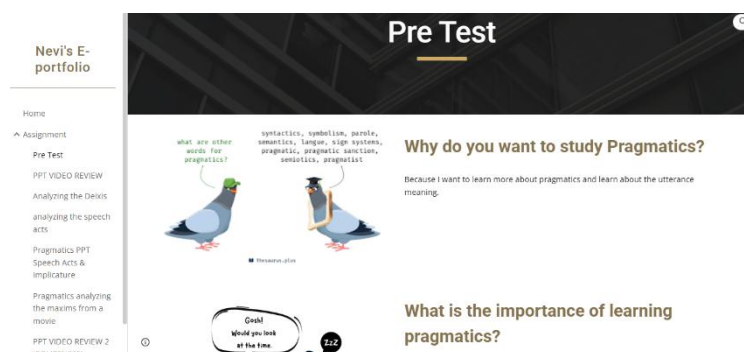 Nevi's E-
portfolio
Home
Assignment
Pre Test
PPT VIDEO REVIEW
Analyzing the Deixis
analyzing the speech
acts
Pragmatics PPT
Speech Acts &
implicature
Pragmatics analyzing
the maxims from a
movie
PPT VIDEO REVIEW 2
Pre Test
what are other
words for
pragmatics?
syntactics, symbolism, parole,
semantics, langue, sign systems,
pragmatic, pragmatic sanction,
semiotics, pragmatist
thesaurus.plus
Why do you want to study Pragmatics?
Because I want to learn more about pragmatics and learn about the utterance
meaning.
Gosh!
Would you look
at the time.
ZzZ
What is the importance of learning
pragmatics?